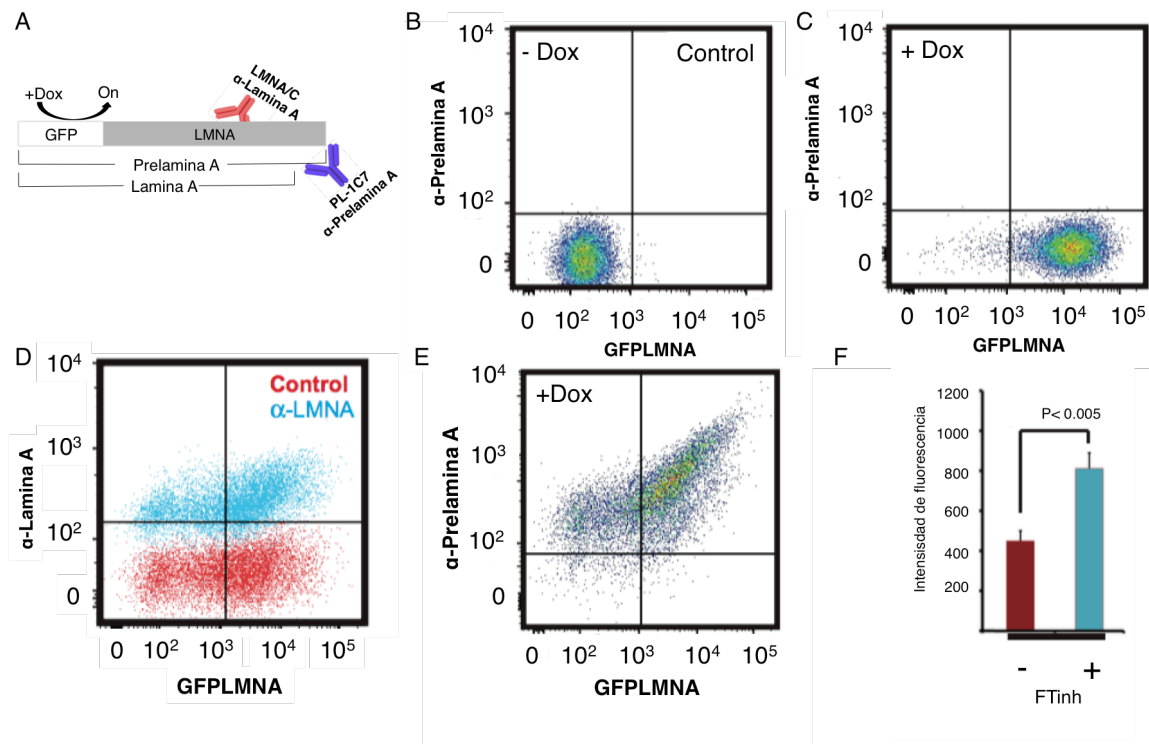 A
+Dox
On
LMNA/C
α-Lamina A
GFP
LMNA
Prelamina A
Lamina A
PL-1C7
α-Prelamina A
B
- Dox
Control
α-Prelamina A
10⁴
10³
10²
0
0 10² 10³ 10⁴ 10⁵
GFPLMNA
C
+ Dox
α-Prelamina A
10⁴
10³
10²
0
0 10² 10³ 10⁴ 10⁵
GFPLMNA
D
Control
α-LMNA
α-Lamina A
10⁴
10³
10²
0
0 10² 10³ 10⁴ 10⁵
GFPLMNA
E
+Dox
α-Prelamina A
10⁴
10³
10²
0
0 10² 10³ 10⁴ 10⁵
GFPLMNA
F
Intensisdad de fluorescencia
1200
1000
800
600
400
200
P< 0.005
- +
FTinh